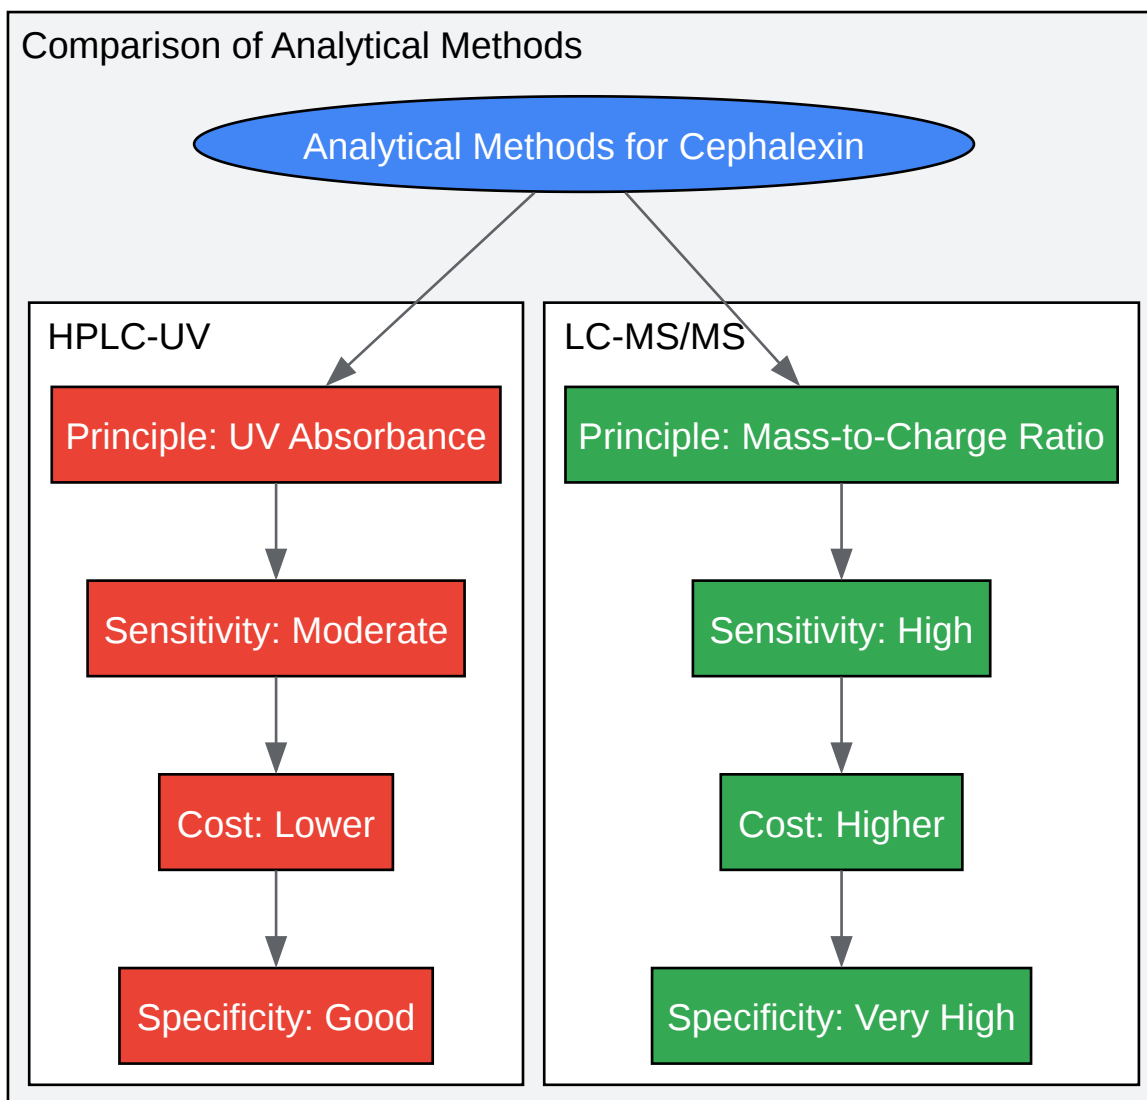 Comparison of Analytical Methods
Analytical Methods for Cephalexin
HPLC-UV
Principle: UV Absorbance
Sensitivity: Moderate
Cost: Lower
Specificity: Good
LC-MS/MS
Principle: Mass-to-Charge Ratio
Sensitivity: High
Cost: Higher
Specificity: Very High